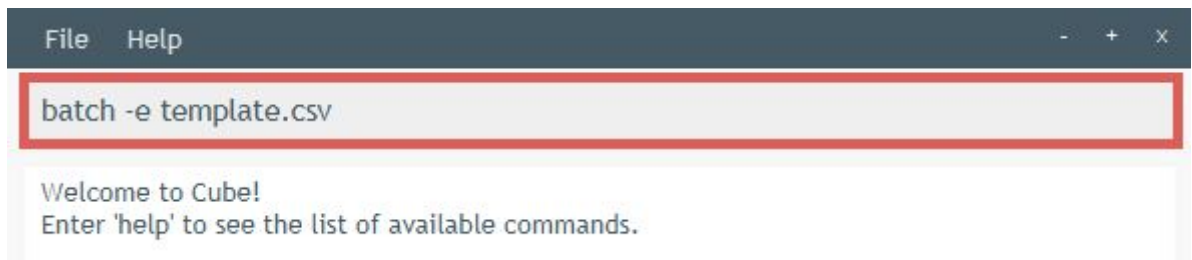 File Help - + x
batch -e template.csv
Welcome to Cube!
Enter 'help' to see the list of available commands.